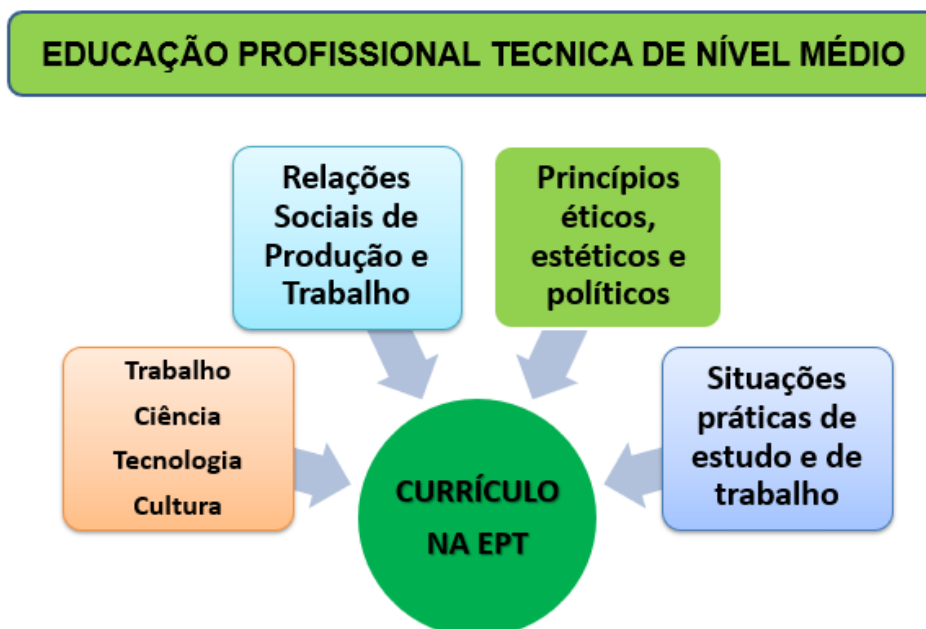 EDUCAÇÃO PROFISSIONAL TECNICA DE NÍVEL MÉDIO
Relações
Sociais de
Produção e
Trabalho
Princípios
éticos,
estéticos e
políticos
Trabalho
Ciência
Tecnologia
Cultura
Situações
práticas de
estudo e de
trabalho
CURRÍCULO
NA EPT